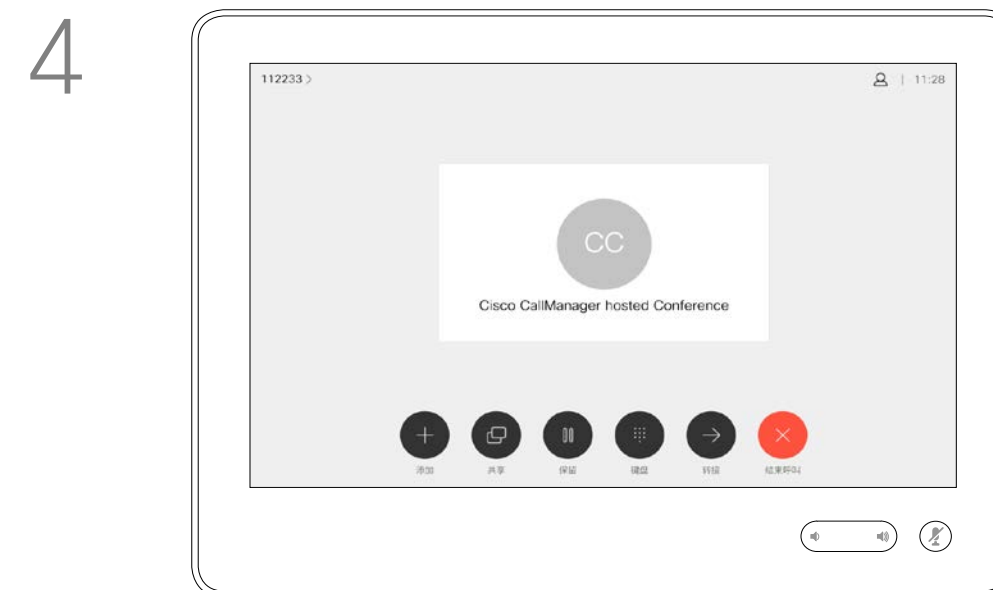 4
112233 >
| 11:28
CC
Cisco CallManager hosted Conference
添加 共享 保留 键盘 转接 结束呼叫